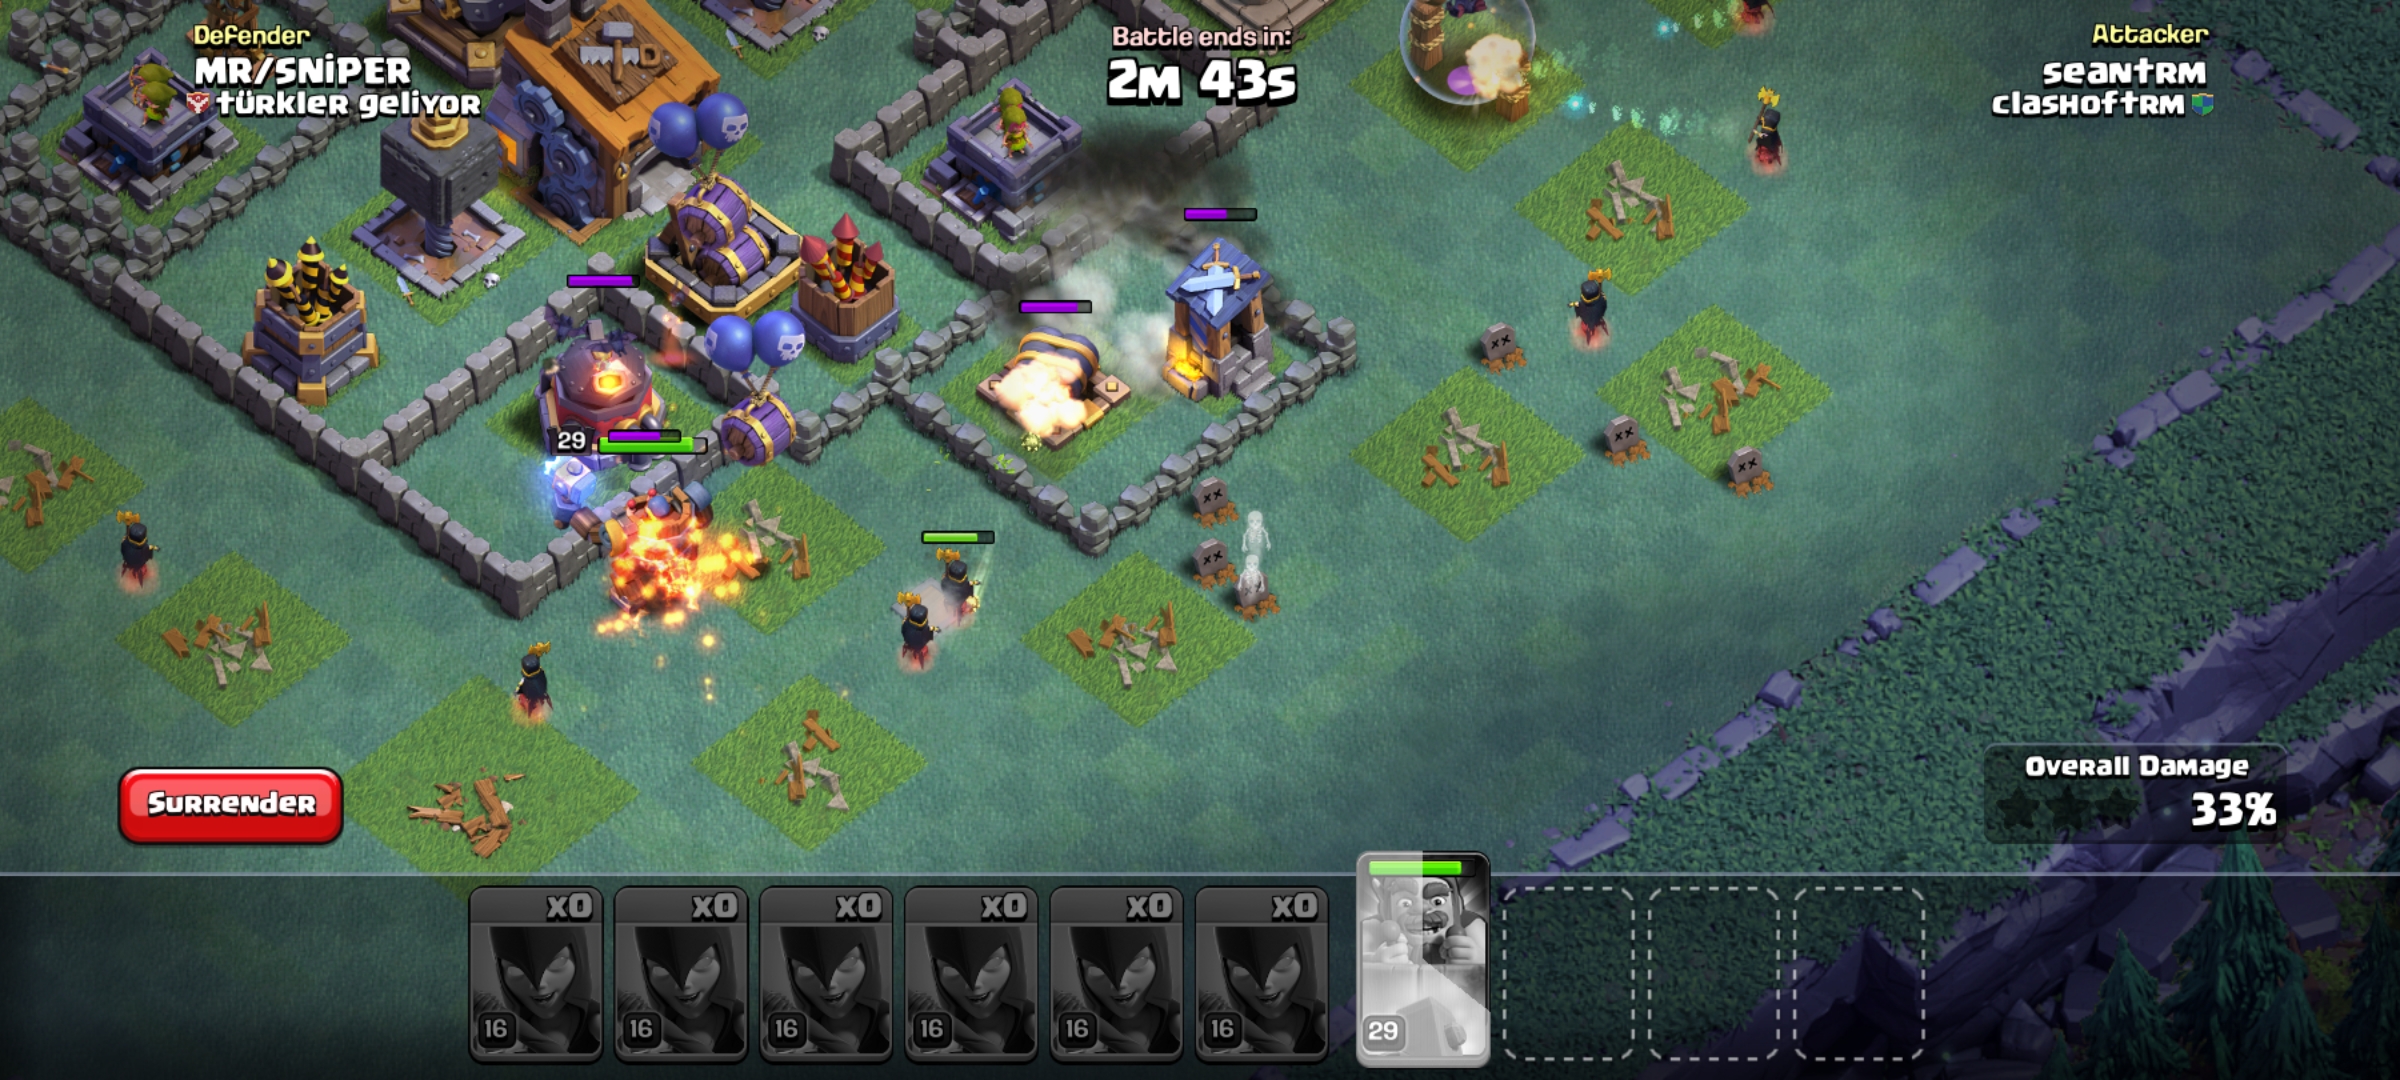 Defender
MR/SNiPER
türkler geliyor
Battle ends in:
2M 43s
Attacker
seantRM
clashoftRM
29
Surrender
Overall Damage
33%
x0
x0
x0
x0
x0
x0
16
16
16
16
16
16
29